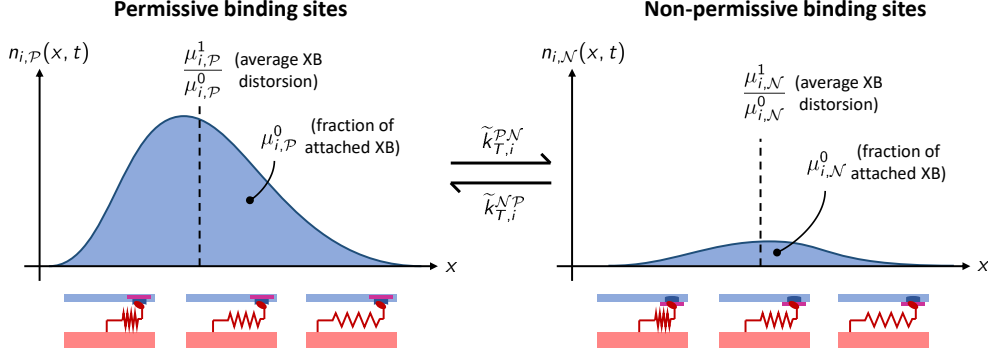 Permissive binding sites
n_{i,𝒫}(x, t)
μ^1_{i,𝒫}
μ^0_{i,𝒫}
(average XB
distorsion)
μ^0_{i,𝒫}
(fraction of
attached XB)
x
k̃^{𝒫𝒩}_{T,i}
k̃^{𝒩𝒫}_{T,i}
Non-permissive binding sites
n_{i,𝒩}(x, t)
μ^1_{i,𝒩}
μ^0_{i,𝒩}
(average XB
distorsion)
μ^0_{i,𝒩}
(fraction of
attached XB)
x